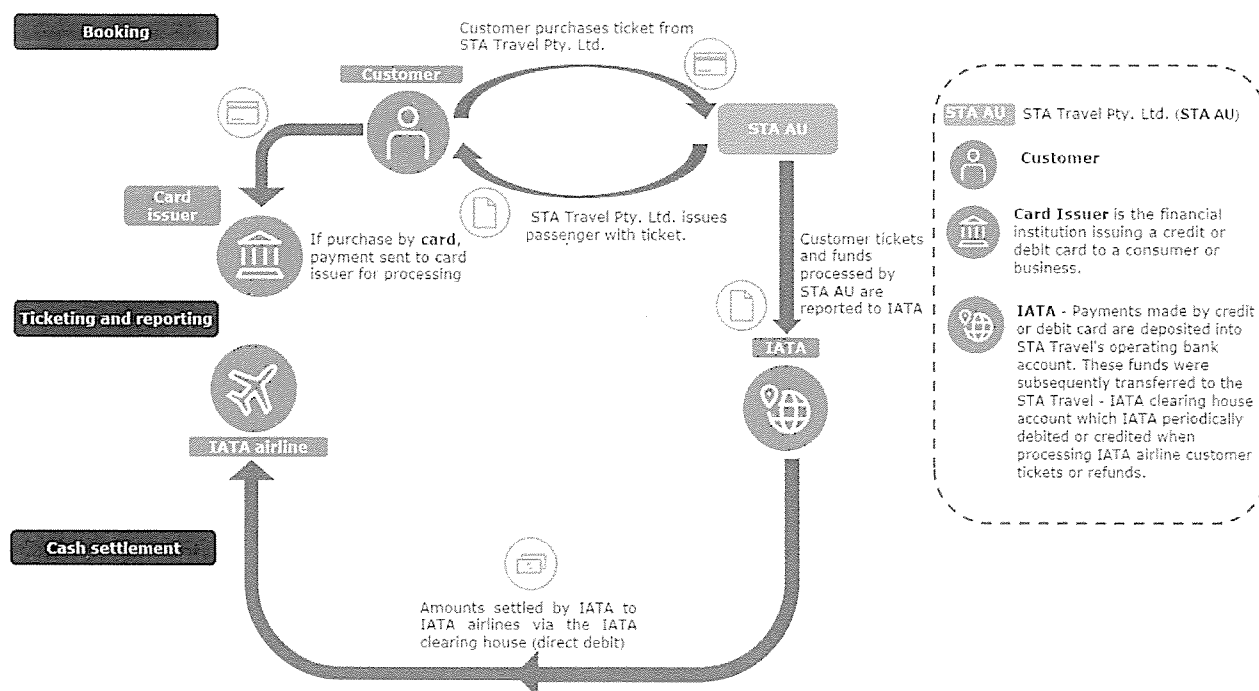 Booking
Customer purchases ticket from
STA Travel Pty. Ltd.
Customer
STA AU
Card
issuer
If purchase by card,
payment sent to card
issuer for processing
STA Travel Pty. Ltd. issues
passenger with ticket.
Customer tickets
and funds
processed by
STA AU are
reported to IATA
Ticketing and reporting
IATA
IATA airline
Cash settlement
Amounts settled by IATA to
IATA airlines via the IATA
clearing house (direct debit)
STA AU STA Travel Pty. Ltd. (STA AU)
Customer
Card Issuer is the financial
institution issuing a credit or
debit card to a consumer or
business.
IATA - Payments made by credit
or debit card are deposited into
STA Travel's operating bank
account. These funds were
subsequently transferred to the
STA Travel - IATA clearing house
account which IATA periodically
debited or credited when
processing IATA airline customer
tickets or refunds.